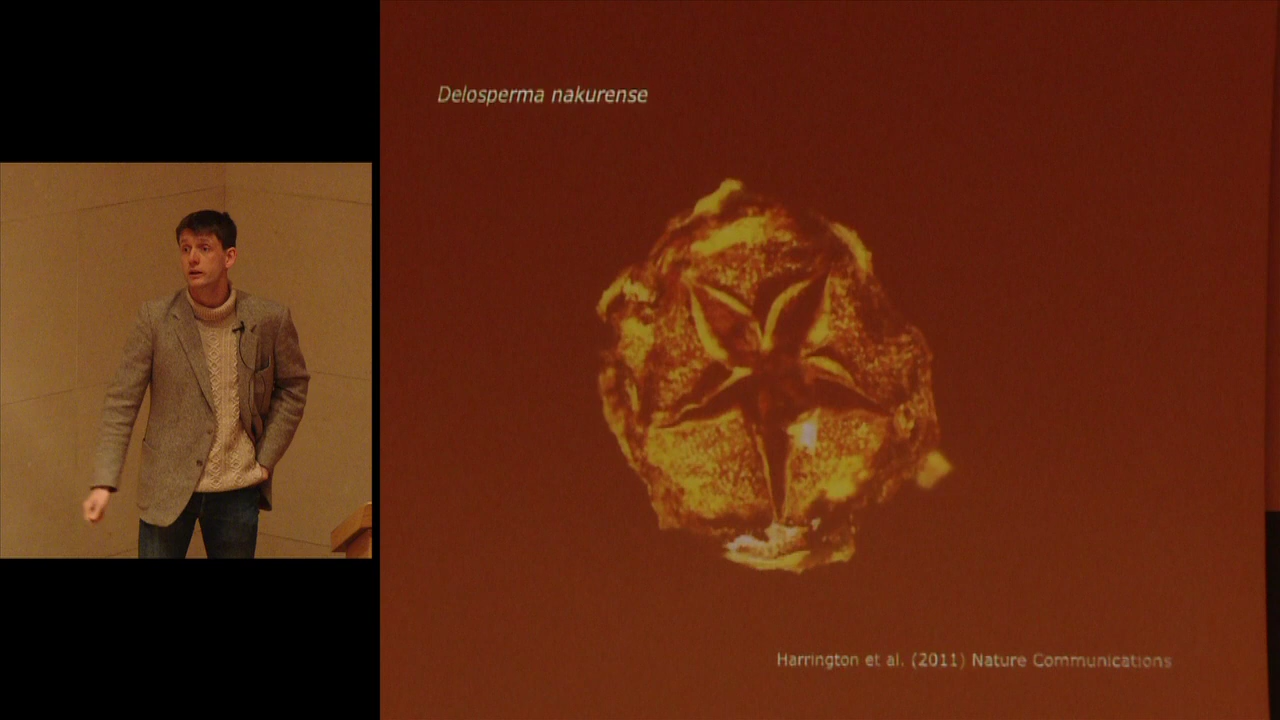 Delosperma nakurense
Harrington et al. (2011) Nature Communications